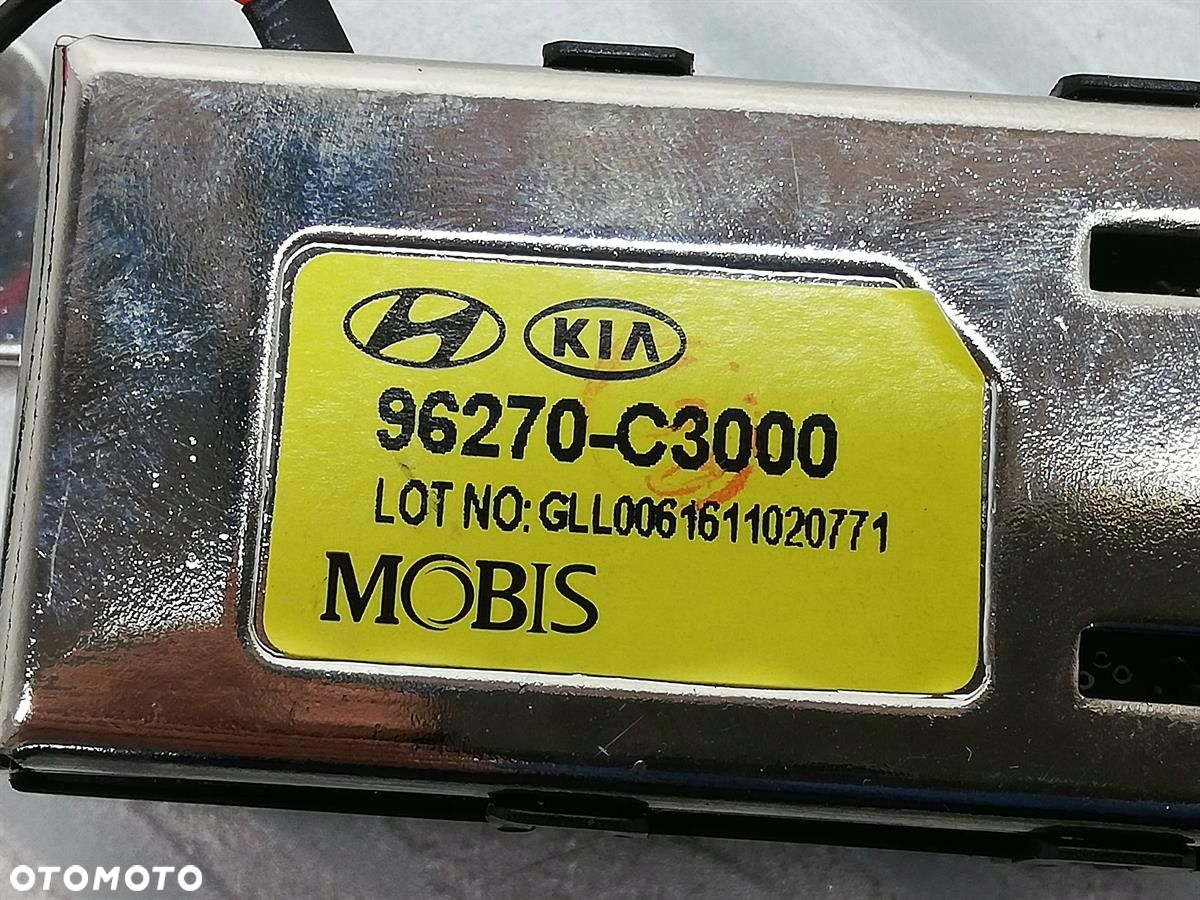 KIA
96270-C3000
LOT NO: GLL0061611020771
MOBIS
OTOMOTO